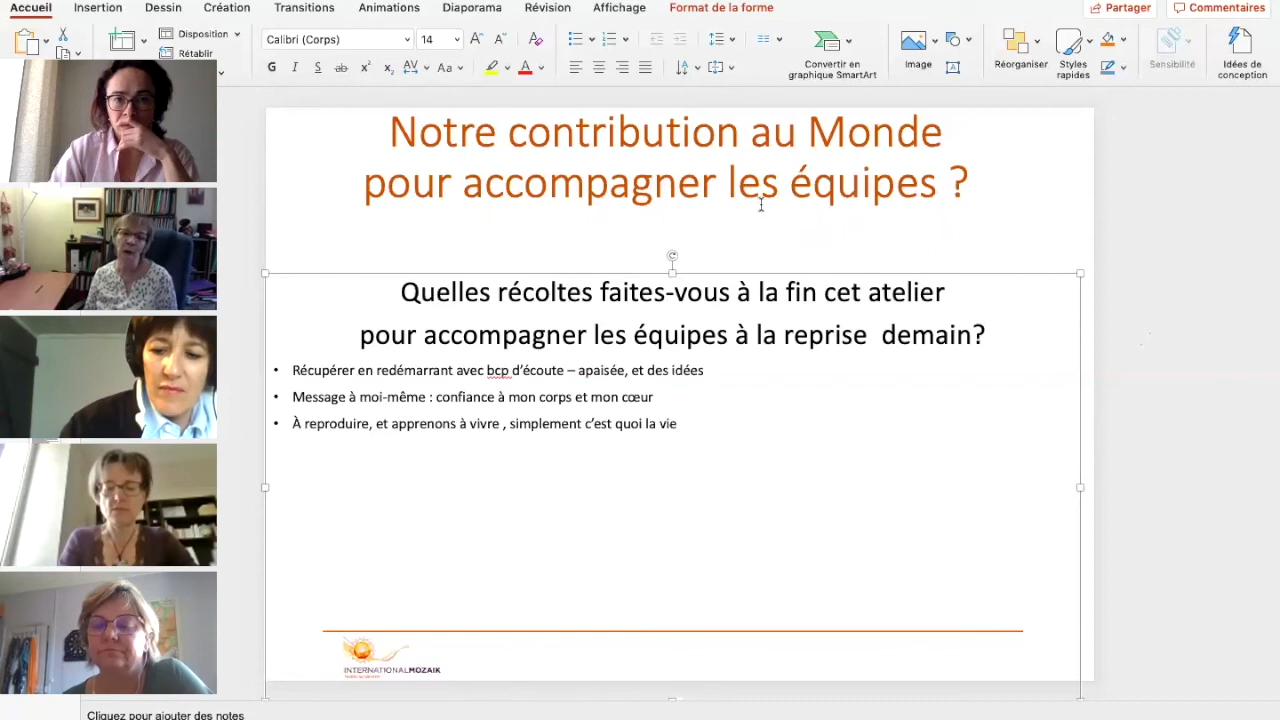 Accueil Insertion Dessin Création Transitions Animations Diaporama Révision Affichage Format de la forme Partager Commentaires
Disposition
Rétablir
Calibri (Corps) 14
Convertir en
graphique SmartArt
Image
Réorganiser
Styles
rapides
Sensibilité
Idées de
conception
Notre contribution au Monde
pour accompagner les équipes ?
Quelles récoltes faites-vous à la fin cet atelier
pour accompagner les équipes à la reprise demain?
• Récupérer en redémarrant avec bcp d’écoute – apaisée, et des idées
• Message à moi-même : confiance à mon corps et mon cœur
• À reproduire, et apprenons à vivre , simplement c’est quoi la vie
INTERNATIONALMOZAIK
Cliquez pour ajouter des notes